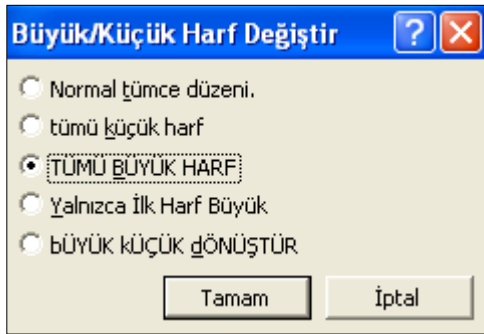 Büyük/Küçük Harf Değiştir
Normal tümce düzeni.
tümü küçük harf
TÜMÜ BÜYÜK HARF
Yalnızca İlk Harf Büyük
bÜYÜK kÜÇÜK dÖNÜŞTÜR
Tamam İptal